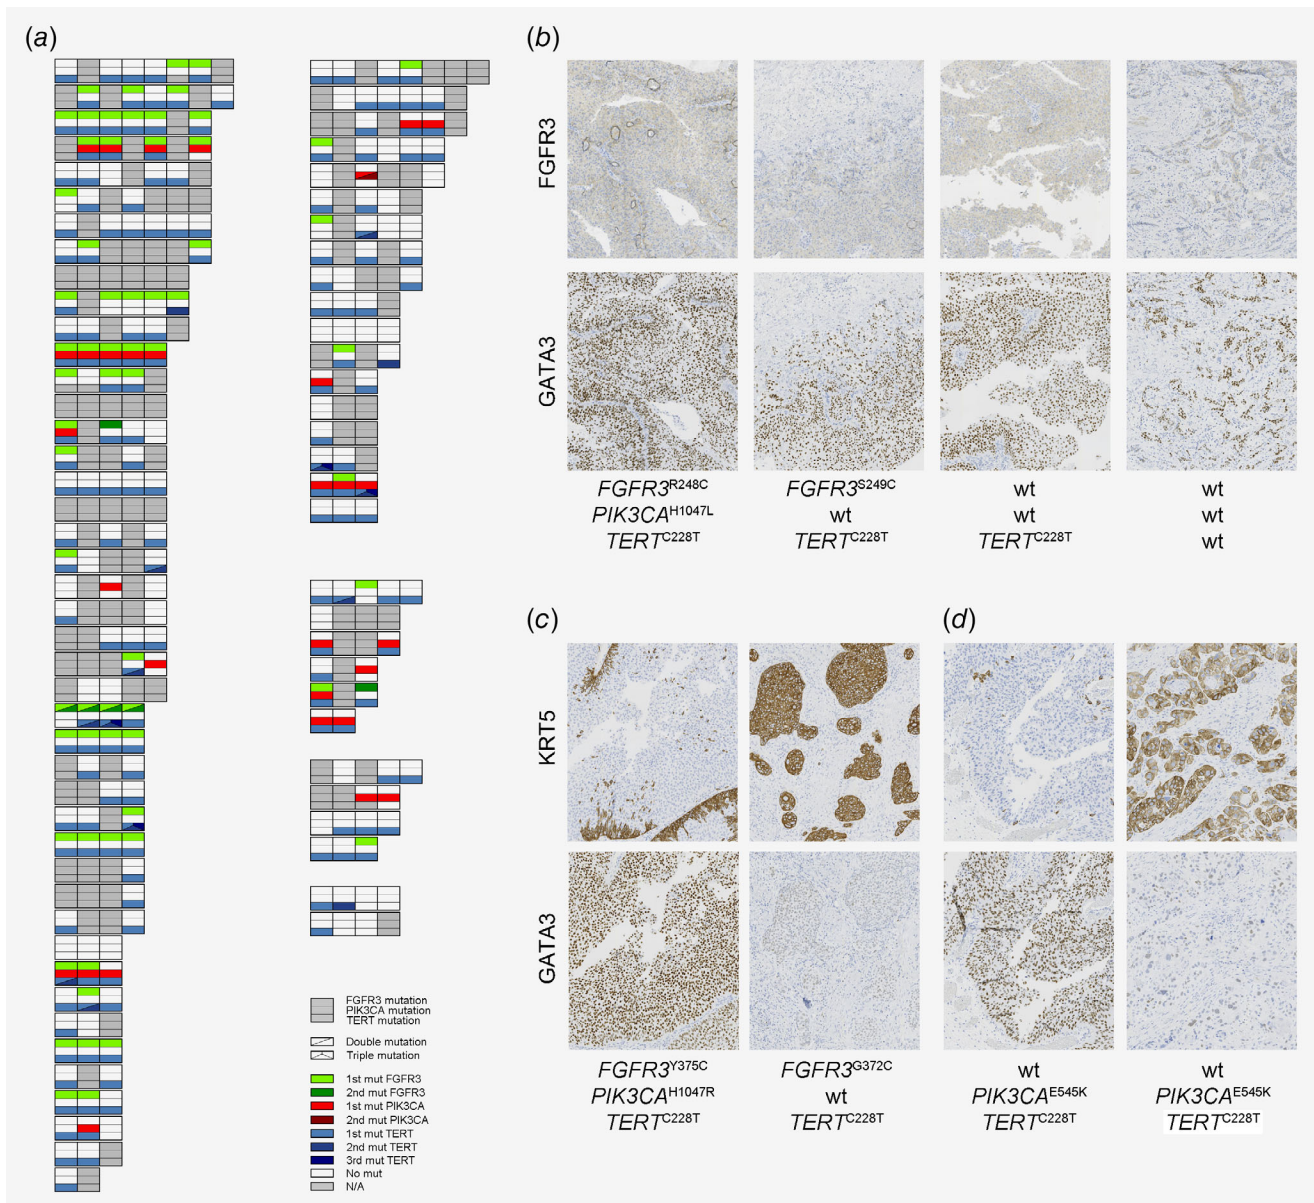 (a)
FGFR3 mutation
PIK3CA mutation
TERT mutation
Double mutation
Triple mutation
1st mut FGFR3
2nd mut FGFR3
1st mut PIK3CA
2nd mut PIK3CA
1st mut TERT
2nd mut TERT
3rd mut TERT
No mut
N/A
(b)
FGFR3
GATA3
FGFR3R248C FGFR3S249C wt wt
PIK3CAH1047L wt wt wt
TERTC228T TERTC228T TERTC228T wt
(c) (d)
KRT5
GATA3
FGFR3Y375C FGFR3G372C wt wt
PIK3CAH1047R wt PIK3CAE545K PIK3CAE545K
TERTC228T TERTC228T TERTC228T TERTC228T